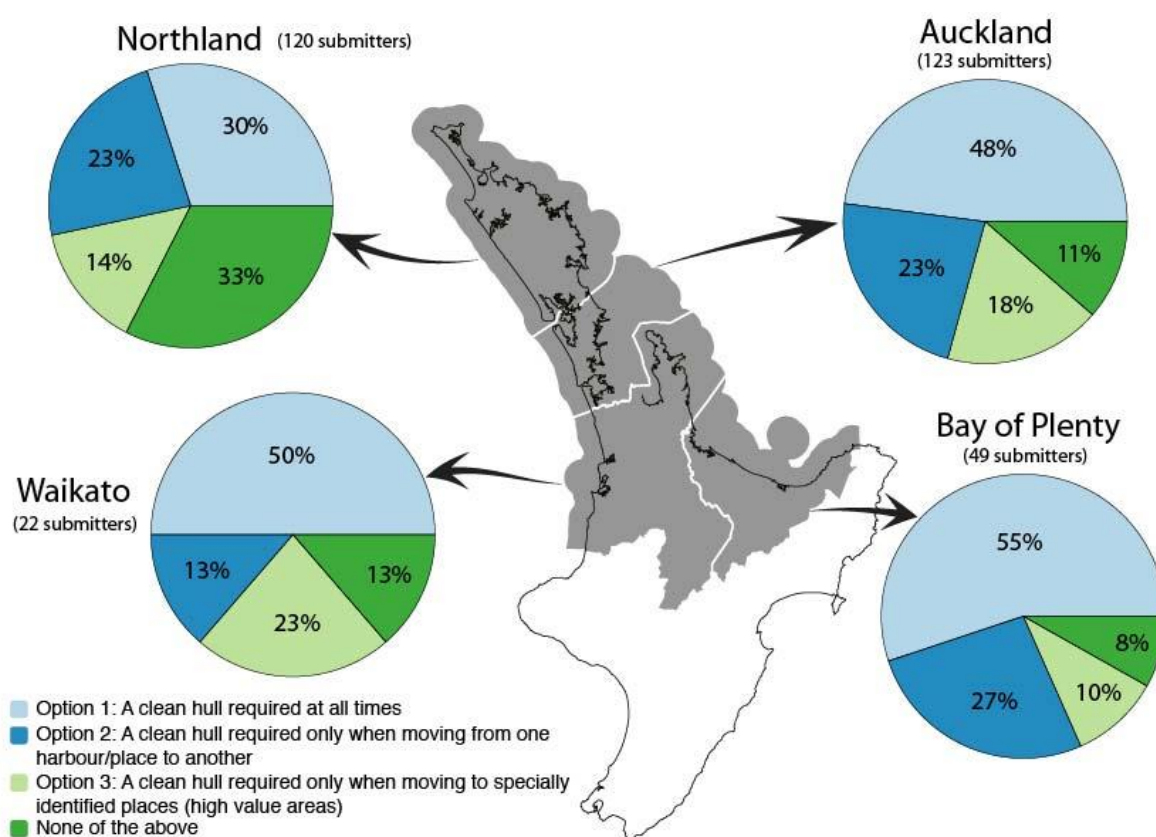 Northland (120 submitters)
30%
23%
14%
33%
Auckland
(123 submitters)
48%
23%
18%
11%
Waikato
(22 submitters)
50%
13%
23%
13%
Bay of Plenty
(49 submitters)
55%
27%
10%
8%
Option 1: A clean hull required at all times
Option 2: A clean hull required only when moving from one
harbour/place to another
Option 3: A clean hull required only when moving to specially
identified places (high value areas)
None of the above